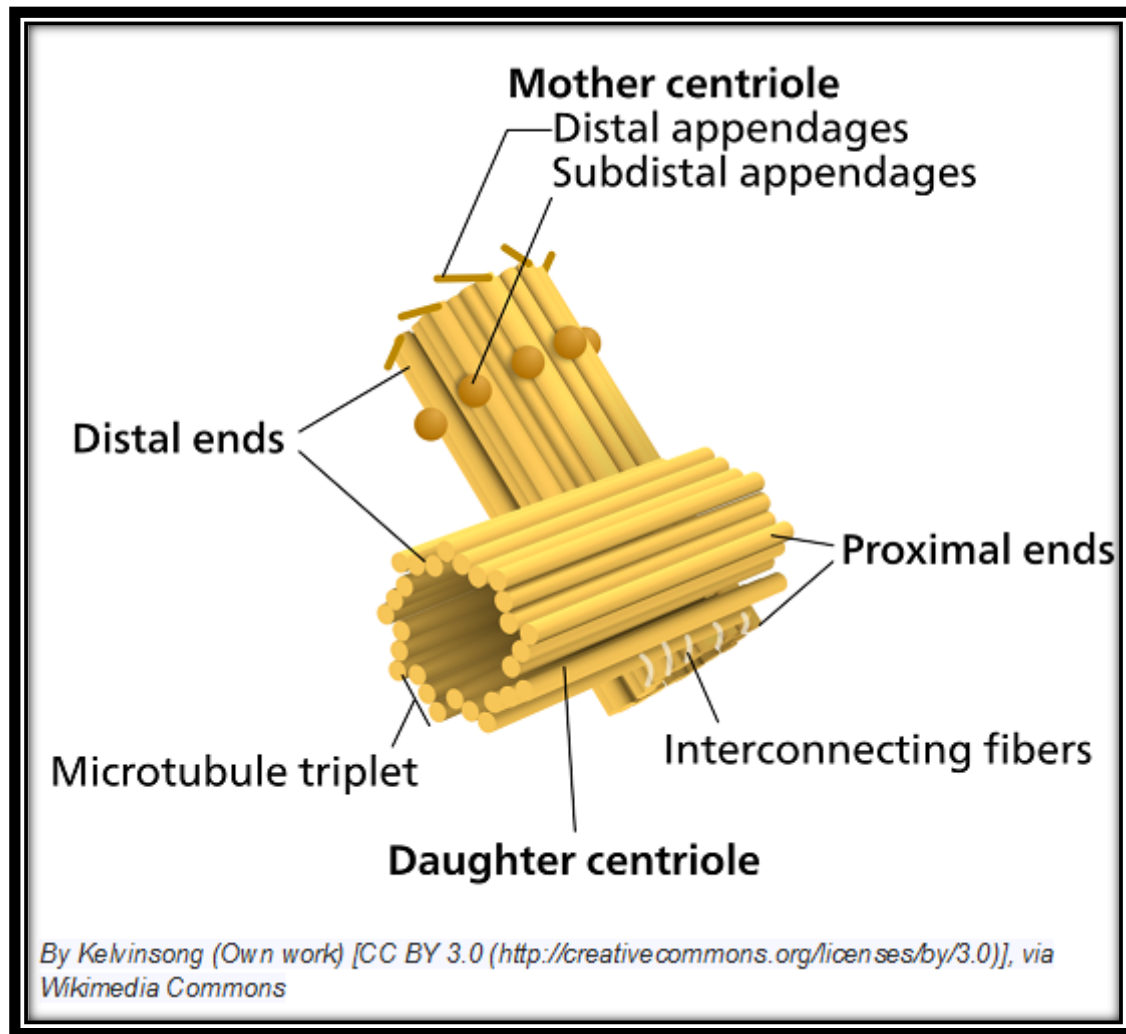 Mother centriole
Distal appendages
Subdistal appendages
Distal ends
Proximal ends
Interconnecting fibers
Microtubule triplet
Daughter centriole
By Kelvinsong (Own work) [CC BY 3.0 (http://creativecommons.org/licenses/by/3.0)], via
Wikimedia Commons